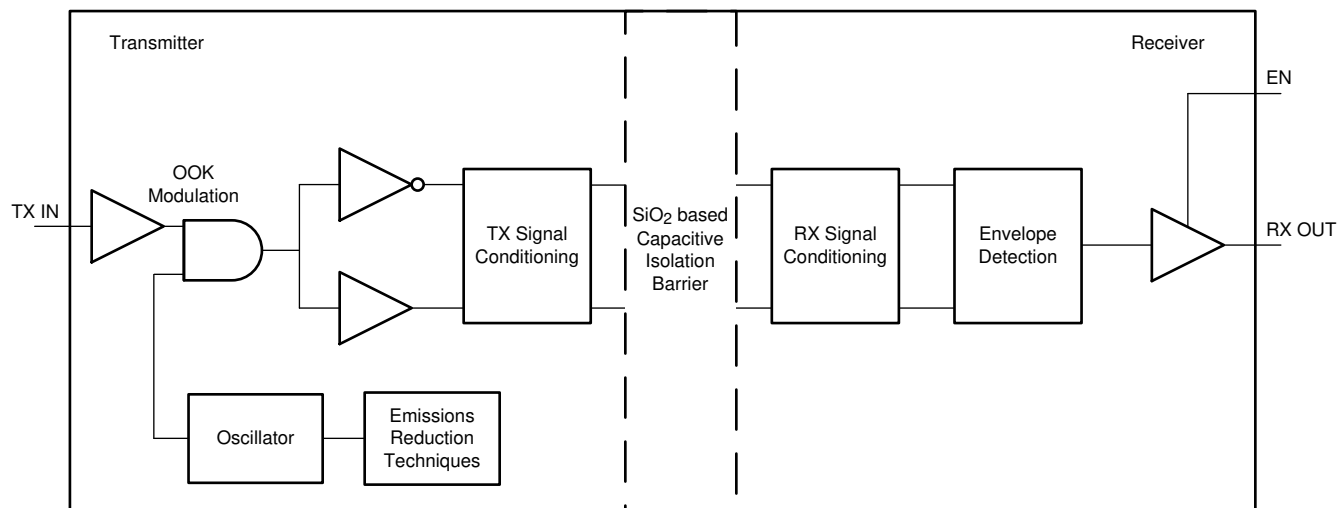 Transmitter
Receiver
EN
OOK
Modulation
TX IN
TX Signal
Conditioning
SiO2 based
Capacitive
Isolation
Barrier
RX Signal
Conditioning
Envelope
Detection
RX OUT
Oscillator
Emissions
Reduction
Techniques